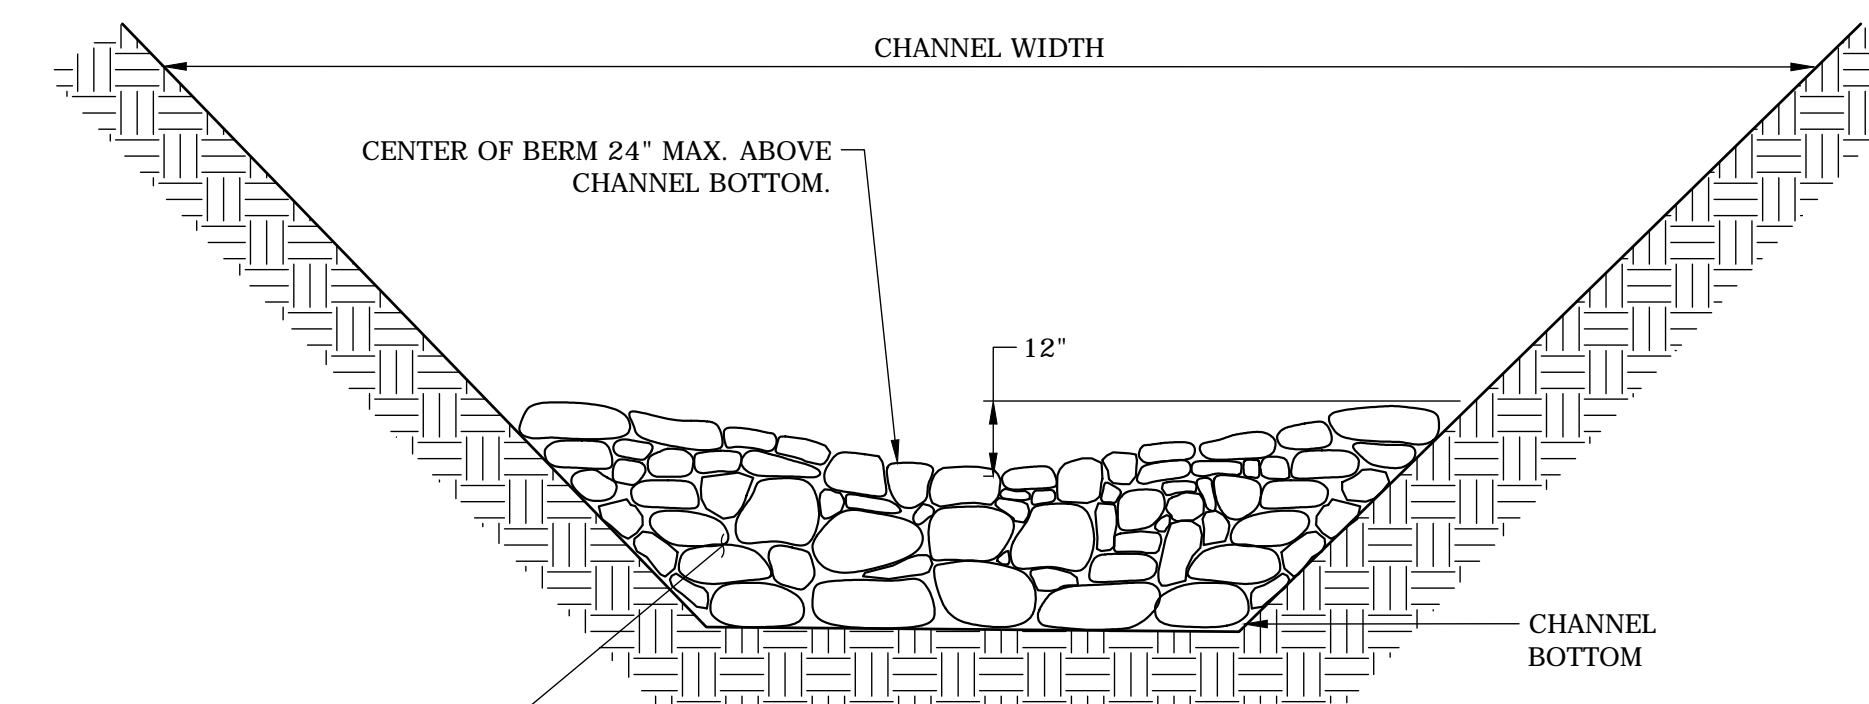 CHANNEL WIDTH
CENTER OF BERM 24" MAX. ABOVE
CHANNEL BOTTOM.
12"
CHANNEL
BOTTOM